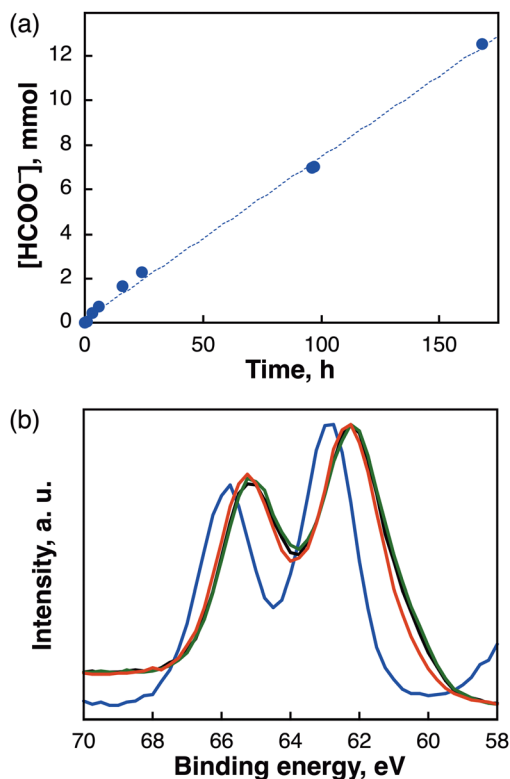 (a)
12
10
8
6
4
2
0
[HCOO⁻], mmol
0 50 100 150
Time, h
(b)
Intensity, a. u.
70 68 66 64 62 60 58
Binding energy, eV